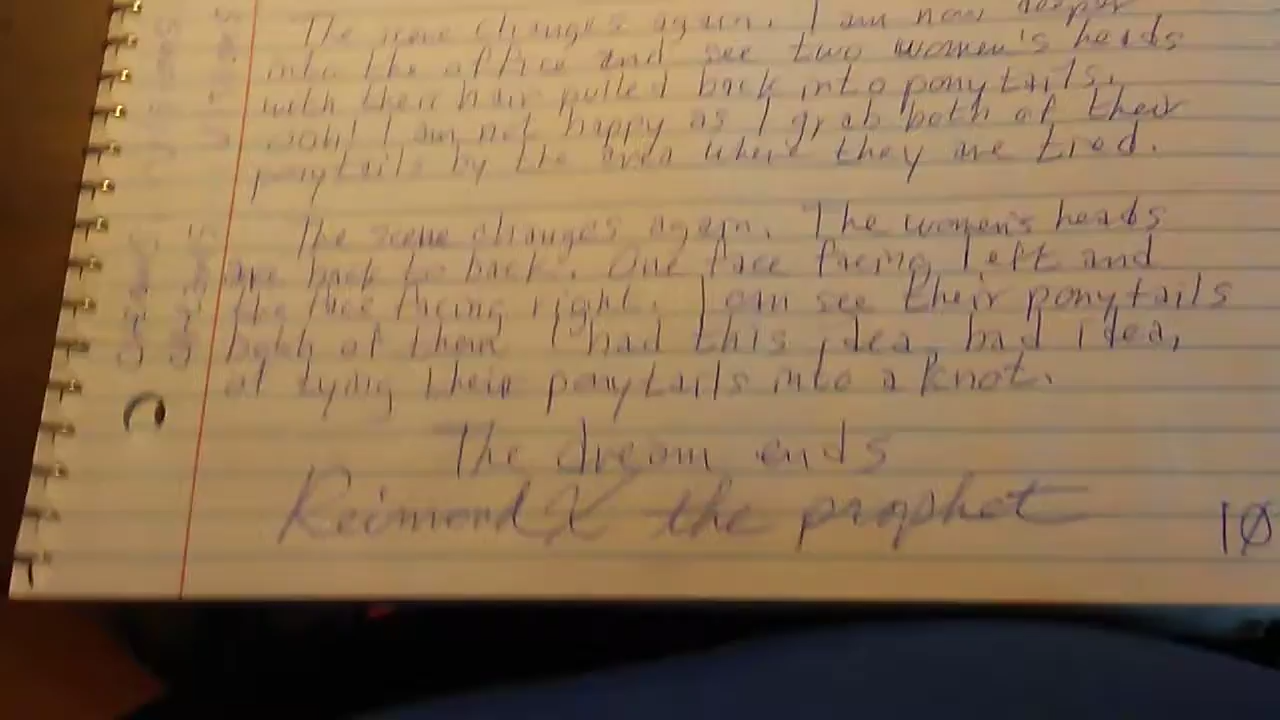 The scene changes again. I am now deeper
into the office and see two women's heads
with their hair pulled back into ponytails.
ooh! I am not happy as I grab both of their
ponytails by the area where they are tied.
The scene changes again. The women's heads
are back to back. One face facing left and
the face facing right. I can see their ponytails
both of them I had this idea, bad idea,
of tying their ponytails into a knot.
The dream ends
Reimond X the prophet
10